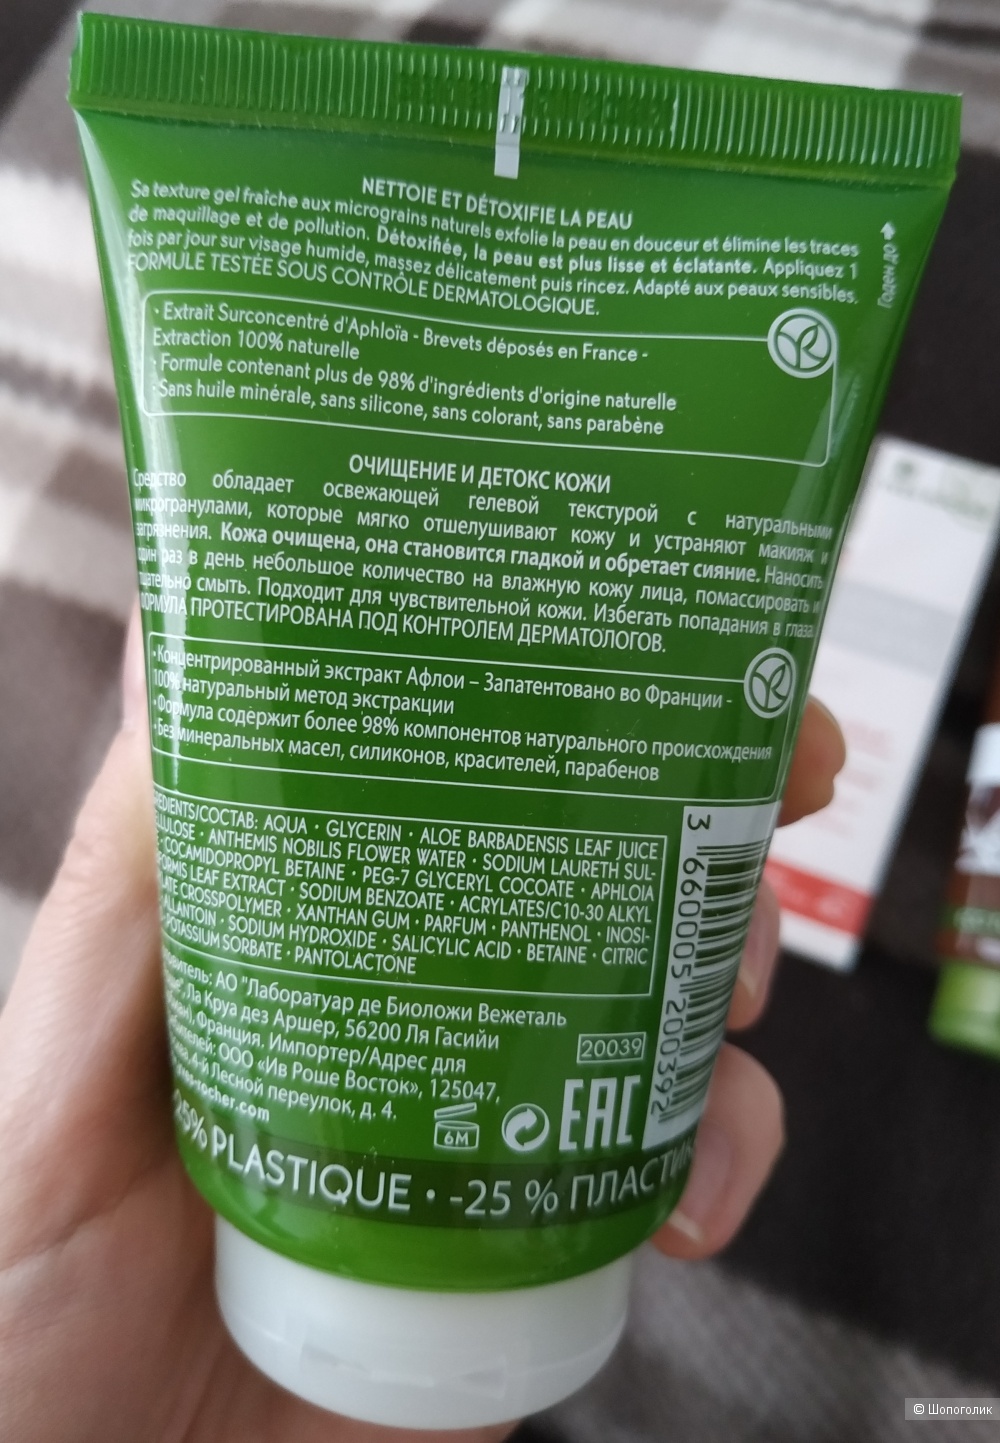 NETTOIE ET DÉTOXIFIE LA PEAU
Sa texture gel fraîche aux micrograins naturels exfolie la peau en douceur et élimine les traces
de maquillage et de pollution. Détoxifiée, la peau est plus lisse et éclatante. Appliquez 1
fois par jour sur visage humide, massez délicatement puis rincez. Adapté aux peaux sensibles.
FORMULE TESTÉE SOUS CONTRÔLE DERMATOLOGIQUE.
Годен до
• Extrait Surconcentré d'Aphloïa - Brevets déposés en France -
Extraction 100% naturelle
• Formule contenant plus de 98% d'ingrédients d'origine naturelle
• Sans huile minérale, sans silicone, sans colorant, sans parabène
ОЧИЩЕНИЕ И ДЕТОКС КОЖИ
Средство обладает освежающей гелевой текстурой с натуральными
микрогранулами, которые мягко отшелушивают кожу и устраняют макияж и
загрязнения. Кожа очищена, она становится гладкой и обретает сияние. Наносить
один раз в день небольшое количество на влажную кожу лица, помассировать и
тщательно смыть. Подходит для чувствительной кожи. Избегать попадания в глаза.
ФОРМУЛА ПРОТЕСТИРОВАНА ПОД КОНТРОЛЕМ ДЕРМАТОЛОГОВ.
• Концентрированный экстракт Афлои – Запатентовано во Франции -
100% натуральный метод экстракции
• Формула содержит более 98% компонентов натурального происхождения
• Без минеральных масел, силиконов, красителей, парабенов
EDIENTS/СОСТАВ: AQUA • GLYCERIN • ALOE BARBADENSIS LEAF JUICE
LLULOSE • ANTHEMIS NOBILIS FLOWER WATER • SODIUM LAURETH SUL-
• COCAMIDOPROPYL BETAINE • PEG-7 GLYCERYL COCOATE • APHLOIA
FORMIS LEAF EXTRACT • SODIUM BENZOATE • ACRYLATES/C10-30 ALKYL
LATE CROSSPOLYMER • XANTHAN GUM • PARFUM • PANTHENOL • INOSI-
ALLANTOIN • SODIUM HYDROXIDE • SALICYLIC ACID • BETAINE • CITRIC
• POTASSIUM SORBATE • PANTOLACTONE
овитель: АО "Лаборатуар де Биоложи Вежеталь
Ла Круа дез Аршер, 56200 Ля Гасийи
Франция. Импортер/Адрес для
ООО «Ив Роше Восток», 125047,
4-й Лесной переулок, д. 4.
rocher.com
20039
6M
EAC
3 660005 200392
25% PLASTIQUE • -25 % ПЛАСТИК
© Шопоголик